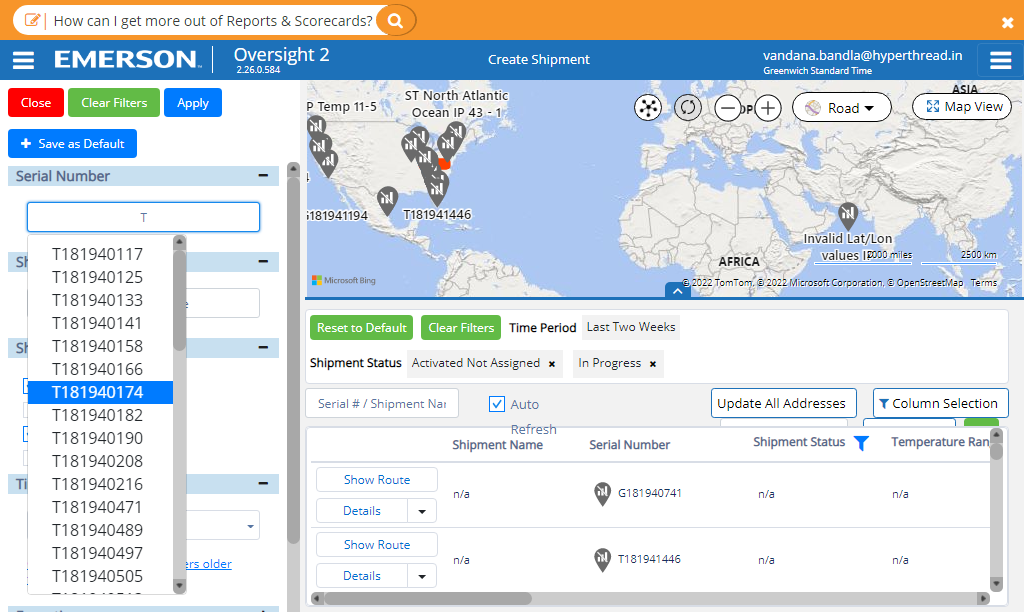 How can I get more out of Reports & Scorecards?
EMERSON
Oversight 2
2.26.0.584
Create Shipment
vandana.bandla@hyperthread.in
Greenwich Standard Time
Close
Clear Filters
Apply
Save as Default
Serial Number
T
T181940117
T181940125
T181940133
T181940141
T181940158
T181940166
T181940174
T181940182
T181940190
T181940208
T181940216
T181940471
T181940489
T181940497
T181940505
Sh
Sh
Ti
ers older
P Temp 11-5
ST North Atlantic
Ocean IP 43 - 1
Road
Map View
ASIA
181941194
T181941446
Invalid Lat/Lon
values IP
2000 miles
2500 km
AFRICA
Microsoft Bing
© 2022 TomTom, © 2022 Microsoft Corporation, © OpenStreetMap Terms
Reset to Default
Clear Filters
Time Period
Last Two Weeks
Shipment Status
Activated Not Assigned ×
In Progress ×
Serial # / Shipment Nar
Auto
Refresh
Update All Addresses
Column Selection
Shipment Name
Serial Number
Shipment Status
Temperature Ran
Show Route
Details
n/a
G181940741
n/a
n/a
Show Route
Details
n/a
T181941446
n/a
n/a